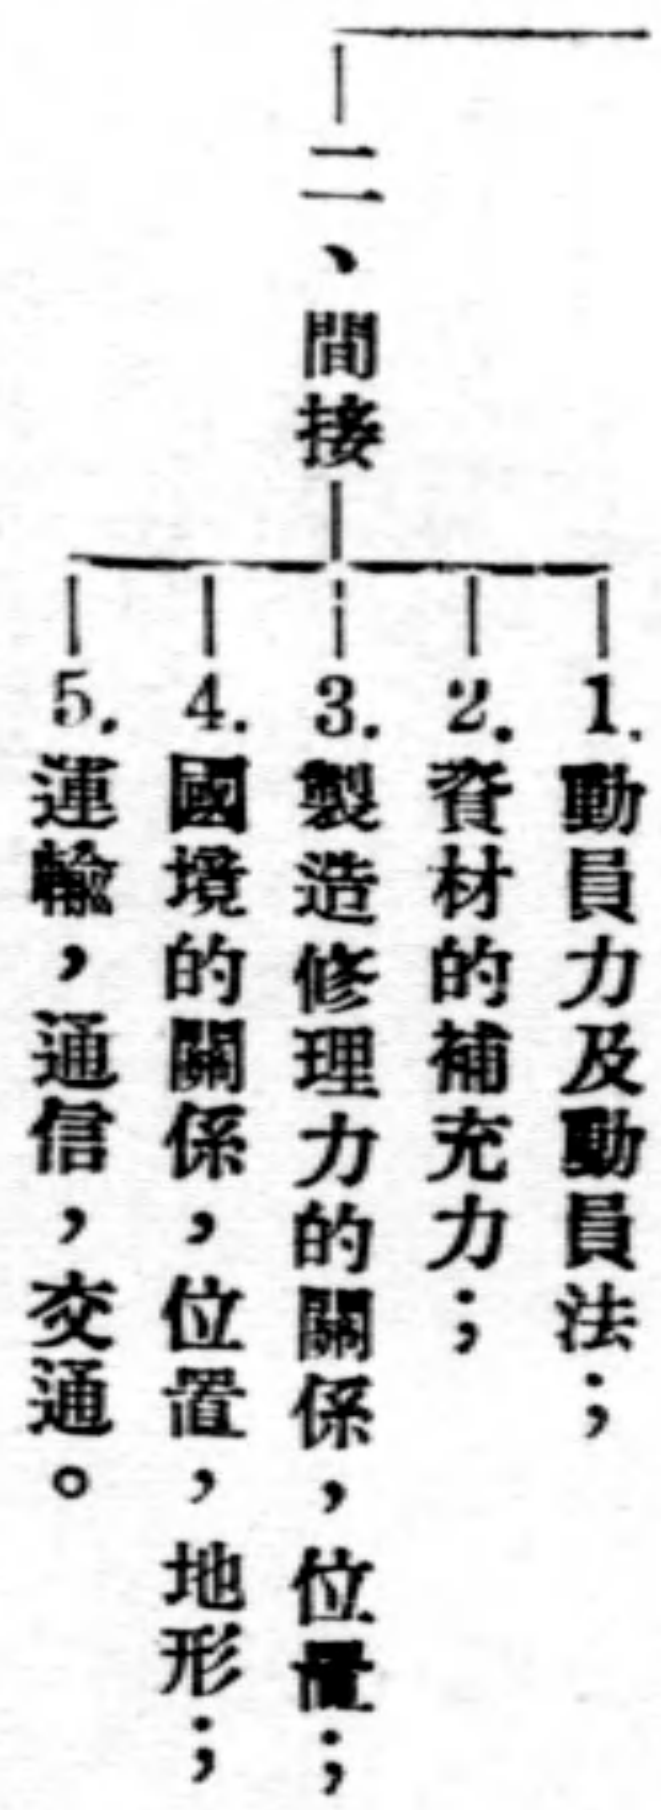 二、間接
1.動員力及動員法；
2.資材的補充力；
3.製造修理力的關係，位置；
4.國境的關係，位置，地形；
5.運輸，通信，交通。